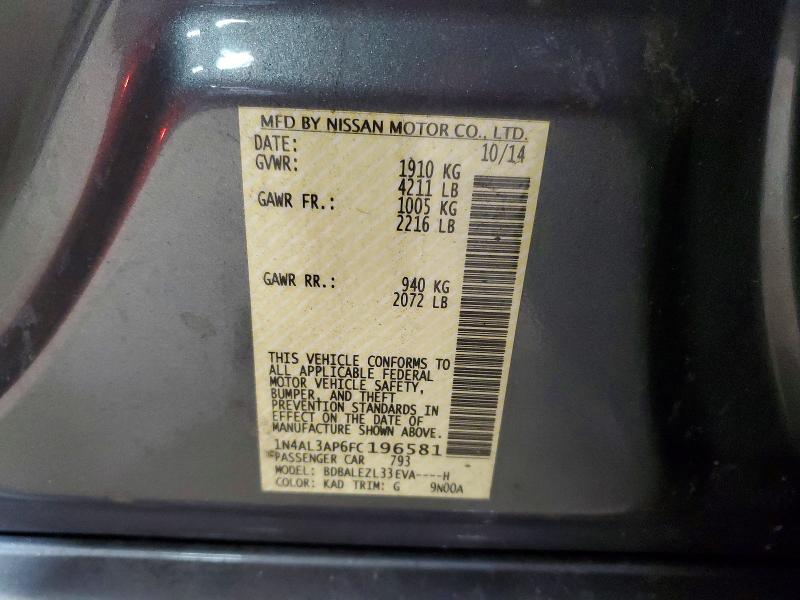 MFD BY NISSAN MOTOR CO., LTD.
DATE: 10/14
GVWR: 1910 KG
4211 LB
GAWR FR.: 1005 KG
2216 LB
GAWR RR.: 940 KG
2072 LB
THIS VEHICLE CONFORMS TO
ALL APPLICABLE FEDERAL
MOTOR VEHICLE SAFETY,
BUMPER, AND THEFT
PREVENTION STANDARDS IN
EFFECT ON THE DATE OF
MANUFACTURE SHOWN ABOVE.
1N4AL3AP6FC196581
PASSENGER CAR 793
MODEL: BDBALEZL33EVA----H
COLOR: KAD TRIM: G 9N00A